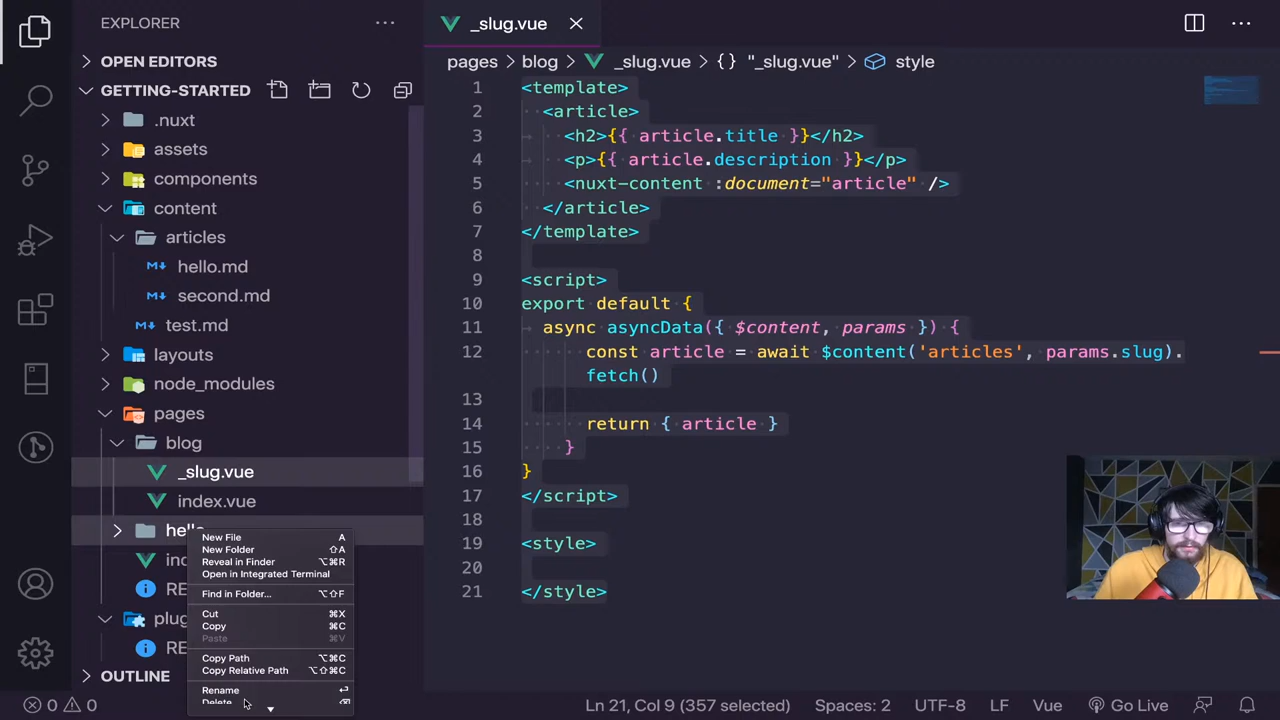 EXPLORER
_slug.vue
OPEN EDITORS
pages > blog > _slug.vue > {} "_slug.vue" > style
GETTING-STARTED
.nuxt
assets
components
content
articles
hello.md
second.md
test.md
layouts
node_modules
pages
blog
_slug.vue
index.vue
hello
New File A
New Folder ⇧A
Reveal in Finder ⌥⌘R
Open in Integrated Terminal
Find in Folder... ⌥⇧F
Cut ⌘X
Copy ⌘C
Paste ⌘V
Copy Path ⌥⌘C
Copy Relative Path ⌥⇧⌘C
Rename
Delete
OUTLINE
1 <template>
2 <article>
3 <h2>{{ article.title }}</h2>
4 <p>{{ article.description }}</p>
5 <nuxt-content :document="article" />
6 </article>
7 </template>
8
9 <script>
10 export default {
11 async asyncData({ $content, params }) {
12 const article = await $content('articles', params.slug).
fetch()
13
14 return { article }
15 }
16 }
17 </script>
18
19 <style>
20
21 </style>
0 0 Ln 21, Col 9 (357 selected) Spaces: 2 UTF-8 LF Vue Go Live